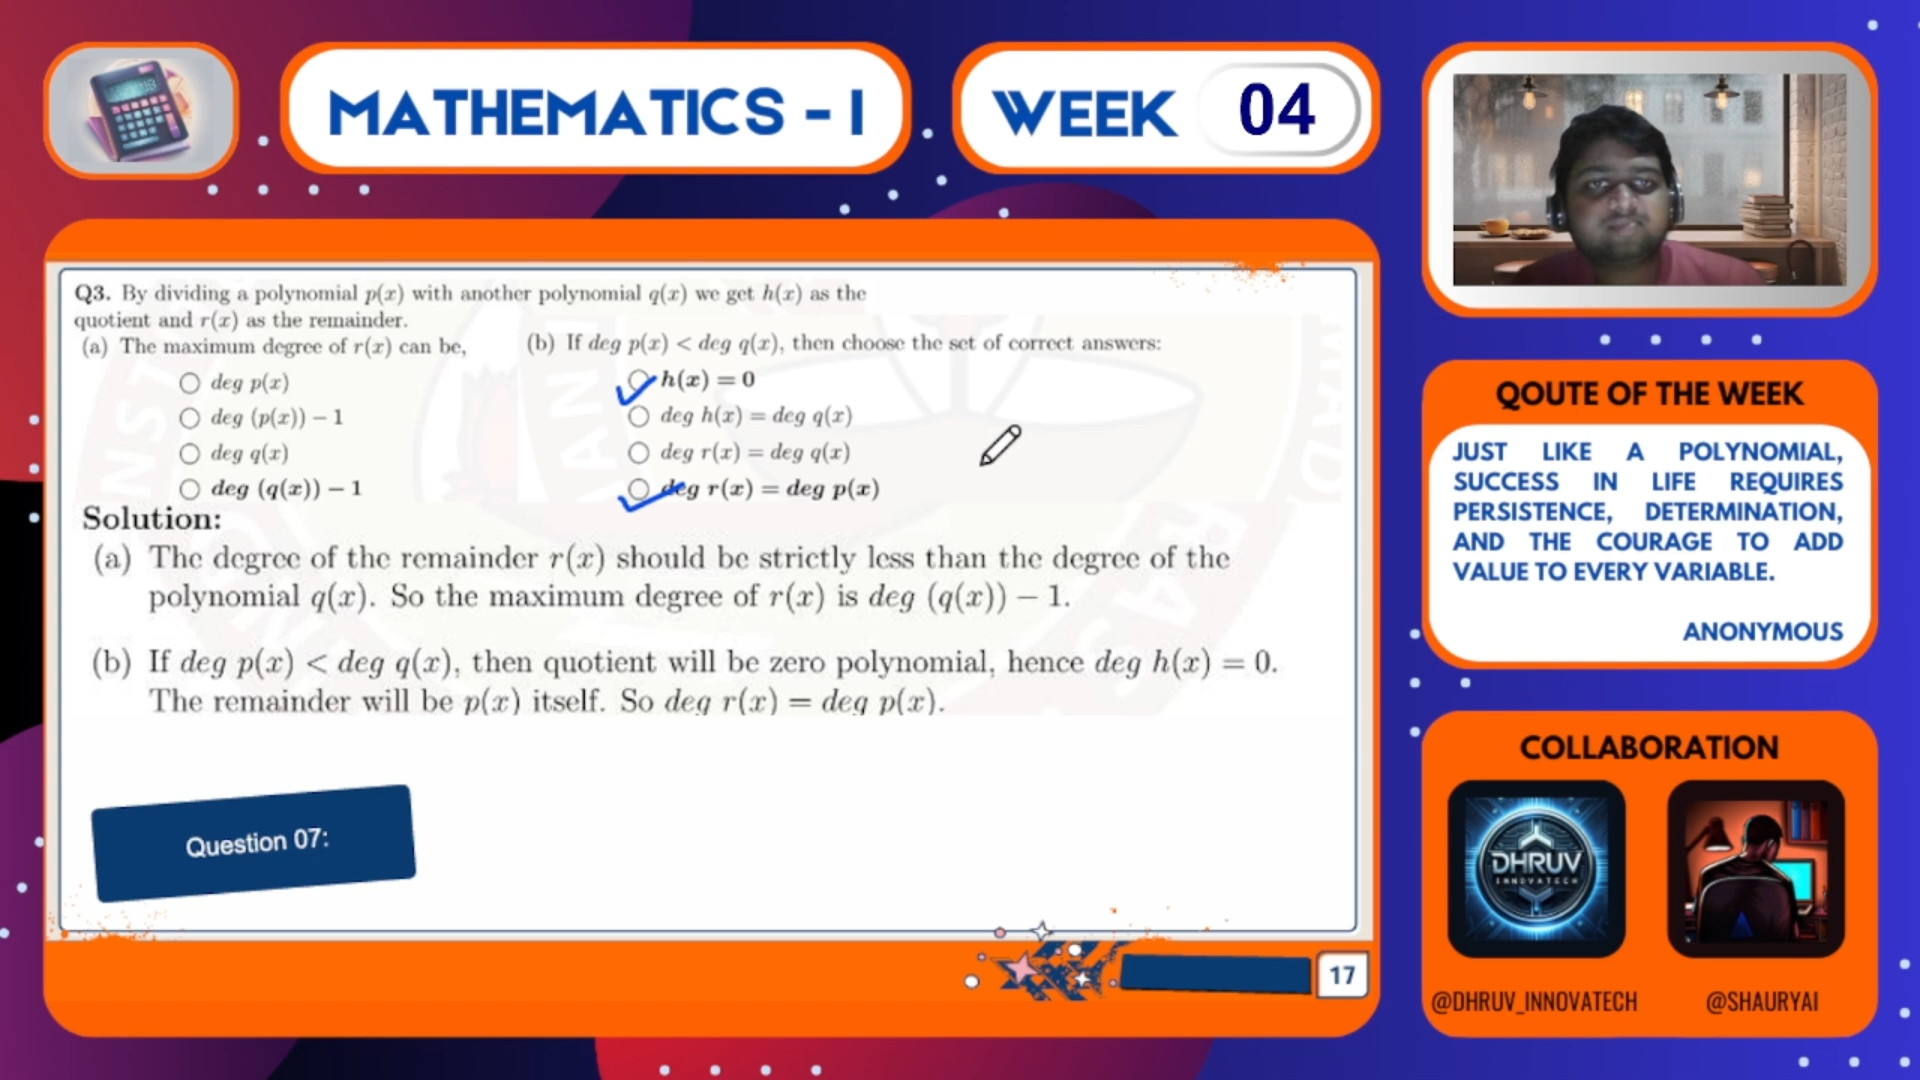 MATHEMATICS - I
WEEK 04
Q3. By dividing a polynomial p(x) with another polynomial q(x) we get h(x) as the
quotient and r(x) as the remainder.
(a) The maximum degree of r(x) can be,
deg p(x)
deg (p(x)) − 1
deg q(x)
deg (q(x)) − 1
(b) If deg p(x) < deg q(x), then choose the set of correct answers:
h(x) = 0
deg h(x) = deg q(x)
deg r(x) = deg q(x)
deg r(x) = deg p(x)
Solution:
(a) The degree of the remainder r(x) should be strictly less than the degree of the
polynomial q(x). So the maximum degree of r(x) is deg (q(x)) − 1.
(b) If deg p(x) < deg q(x), then quotient will be zero polynomial, hence deg h(x) = 0.
The remainder will be p(x) itself. So deg r(x) = deg p(x).
Question 07:
17
QOUTE OF THE WEEK
JUST LIKE A POLYNOMIAL,
SUCCESS IN LIFE REQUIRES
PERSISTENCE, DETERMINATION,
AND THE COURAGE TO ADD
VALUE TO EVERY VARIABLE.
ANONYMOUS
COLLABORATION
DHRUV
INNOVATECH
@DHRUV_INNOVATECH
@SHAURYAI